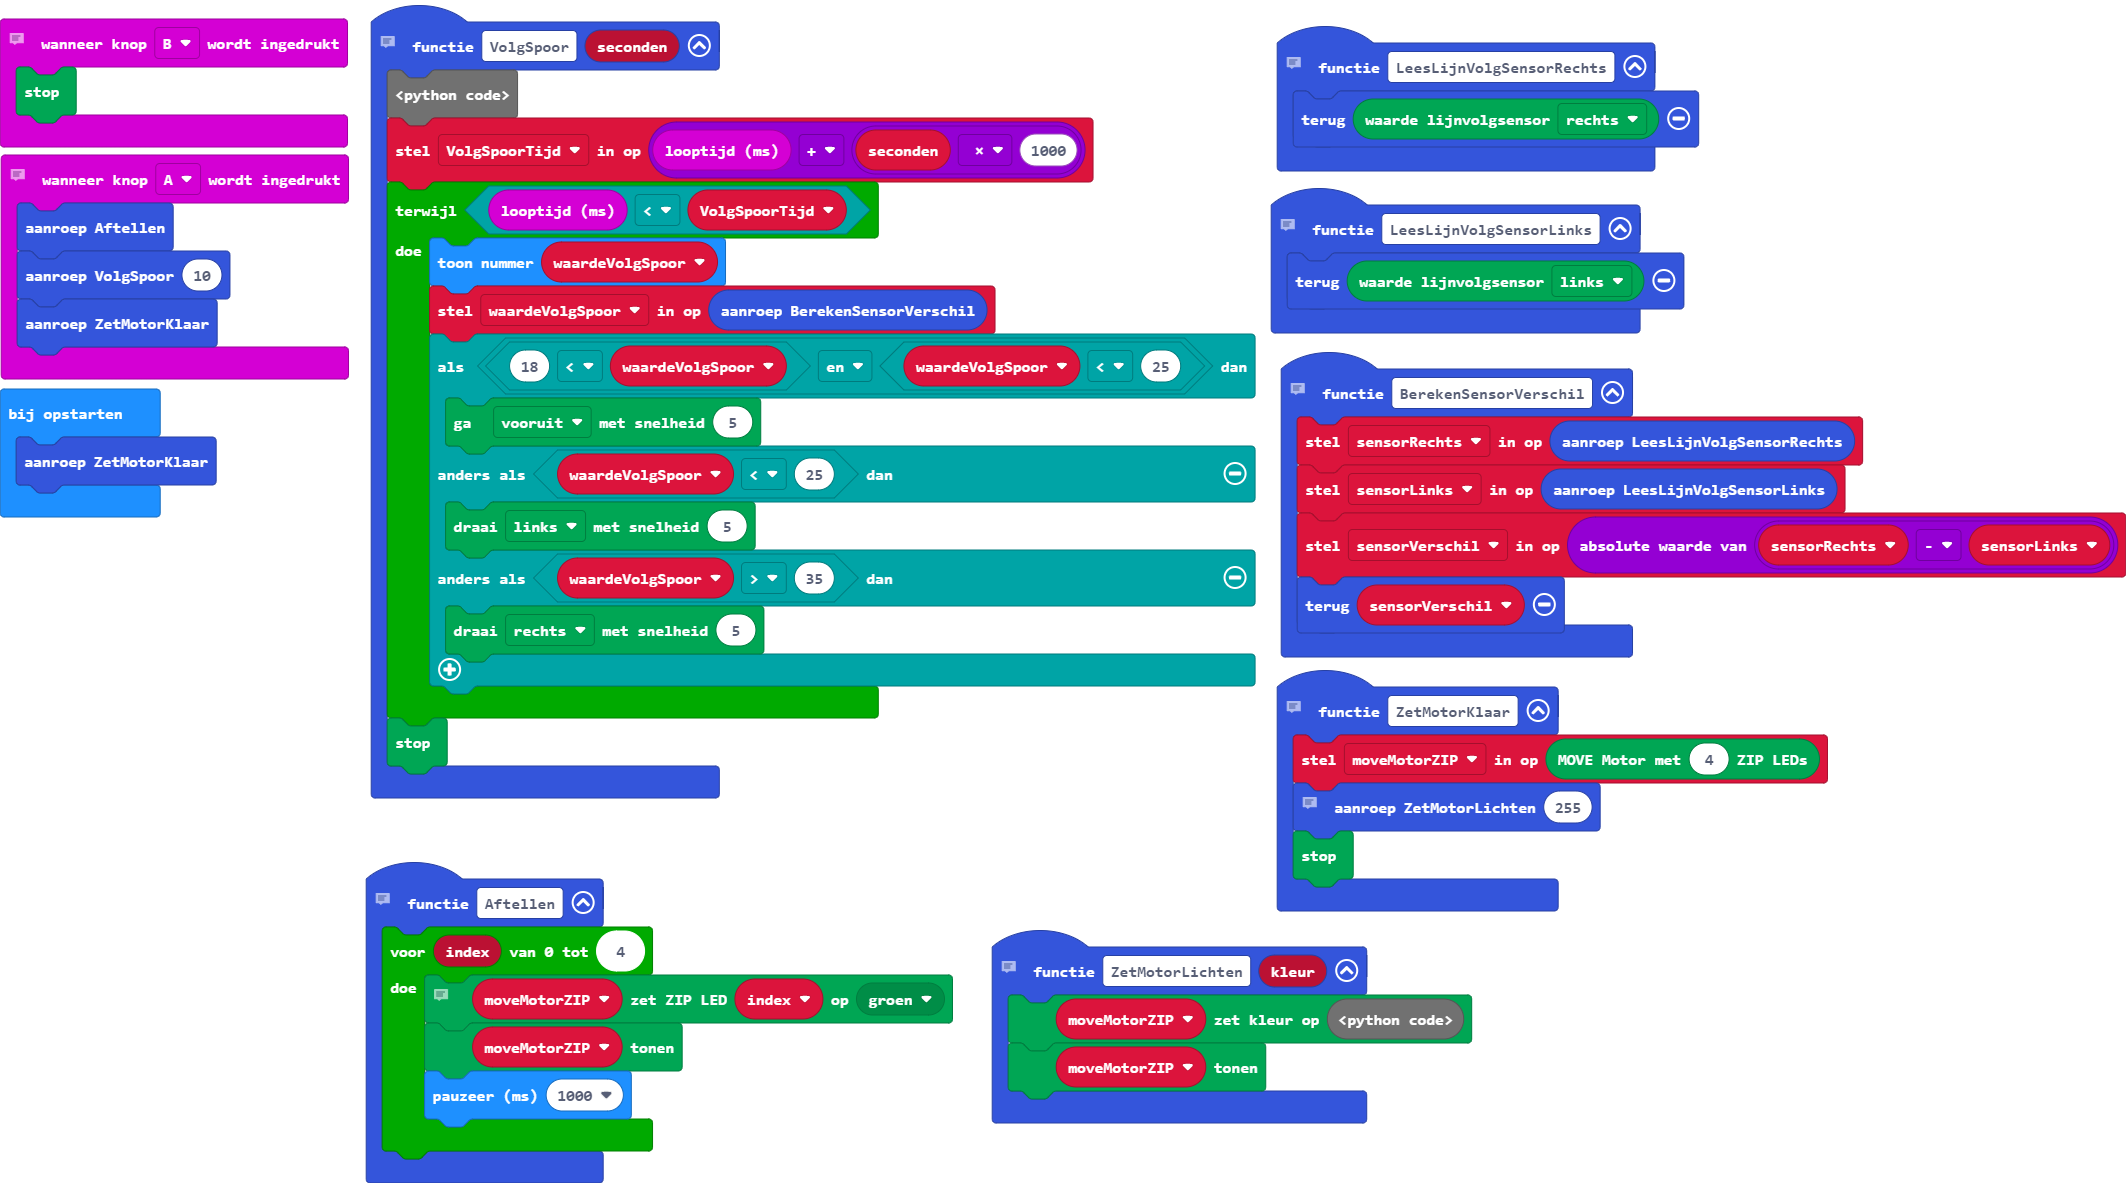 wanneer knop B wordt ingedrukt
stop
wanneer knop A wordt ingedrukt
aanroep Aftellen
aanroep VolgSpoor 10
aanroep ZetMotorKlaar
bij opstarten
aanroep ZetMotorKlaar
functie VolgSpoor seconden
<python code>
stel VolgSpoorTijd in op looptijd (ms) + seconden × 1000
terwijl looptijd (ms) < VolgSpoorTijd
doe
toon nummer waardeVolgSpoor
stel waardeVolgSpoor in op aanroep BerekenSensorVerschil
als 18 < waardeVolgSpoor en waardeVolgSpoor < 25 dan
ga vooruit met snelheid 5
anders als waardeVolgSpoor < 25 dan
draai links met snelheid 5
anders als waardeVolgSpoor > 35 dan
draai rechts met snelheid 5
stop
functie Aftellen
voor index van 0 tot 4
doe
moveMotorZIP zet ZIP LED index op groen
moveMotorZIP tonen
pauzeer (ms) 1000
functie LeesLijnVolgSensorRechts
terug waarde lijnvolgsensor rechts
functie LeesLijnVolgSensorLinks
terug waarde lijnvolgsensor links
functie BerekenSensorVerschil
stel sensorRechts in op aanroep LeesLijnVolgSensorRechts
stel sensorLinks in op aanroep LeesLijnVolgSensorLinks
stel sensorVerschil in op absolute waarde van sensorRechts - sensorLinks
terug sensorVerschil
functie ZetMotorKlaar
stel moveMotorZIP in op MOVE Motor met 4 ZIP LEDs
aanroep ZetMotorLichten 255
stop
functie ZetMotorLichten kleur
moveMotorZIP zet kleur op <python code>
moveMotorZIP tonen